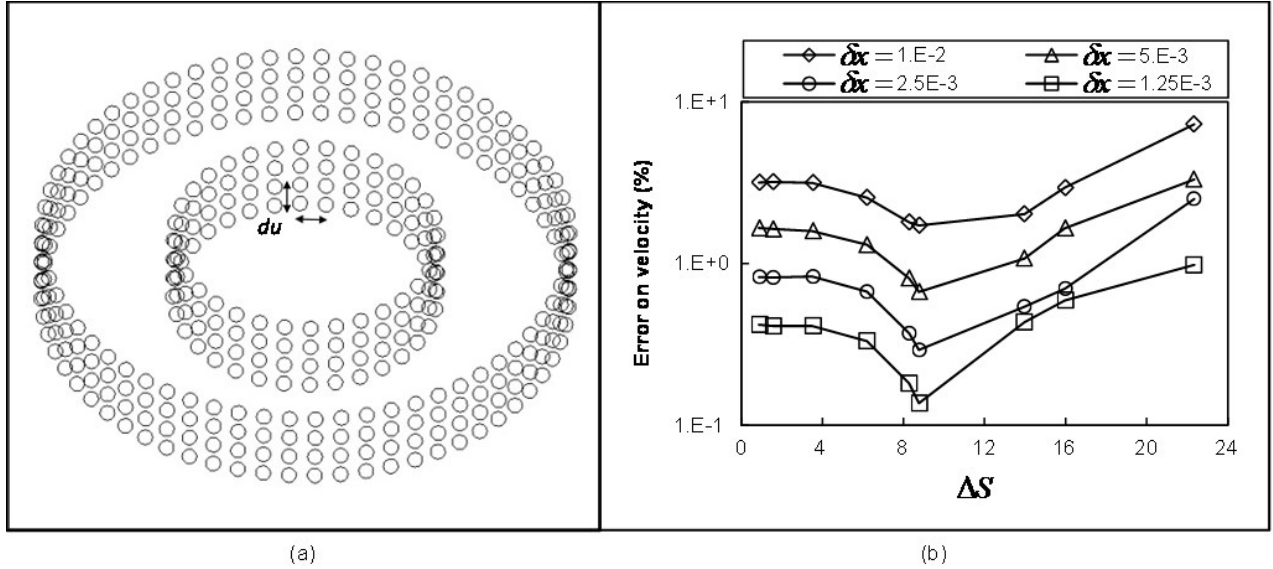 du
(a)
δx = 1.E-2
δx = 5.E-3
δx = 2.5E-3
δx = 1.25E-3
1.E+1
1.E+0
1.E-1
Error on velocity (%)
0 4 8 12 16 20 24
ΔS
(b)